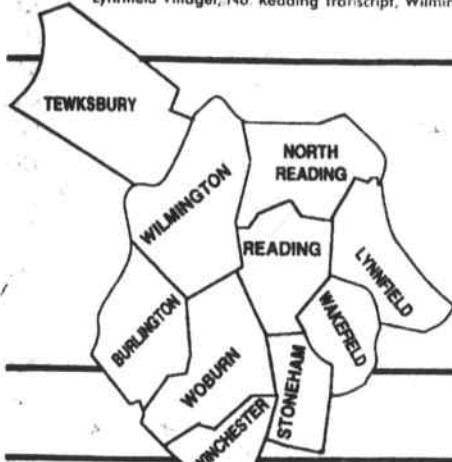 Lynnfield Villager, No. Reading Transcript, Wilmin
TEWKSBURY
NORTH
READING
WILMINGTON
READING
LYNNFIELD
BURLINGTON
WAKEFIELD
WOBURN
STONEHAM
WINCHESTER